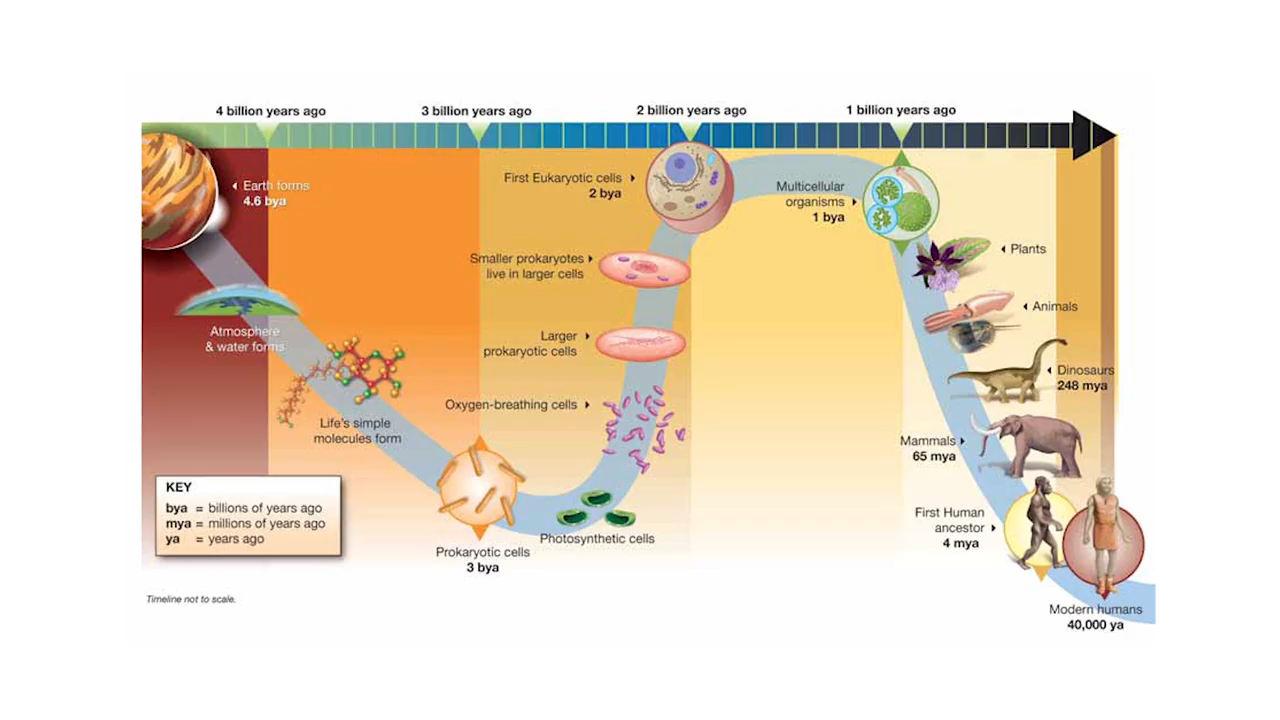 4 billion years ago
3 billion years ago
2 billion years ago
1 billion years ago
Earth forms
4.6 bya
Atmosphere
& water forms
Life's simple
molecules form
Prokaryotic cells
3 bya
Photosynthetic cells
Oxygen-breathing cells
Larger
prokaryotic cells
Smaller prokaryotes
live in larger cells
First Eukaryotic cells
2 bya
Multicellular
organisms
1 bya
Plants
Animals
Dinosaurs
248 mya
Mammals
65 mya
First Human
ancestor
4 mya
Modern humans
40,000 ya
KEY
bya = billions of years ago
mya = millions of years ago
ya = years ago
Timeline not to scale.